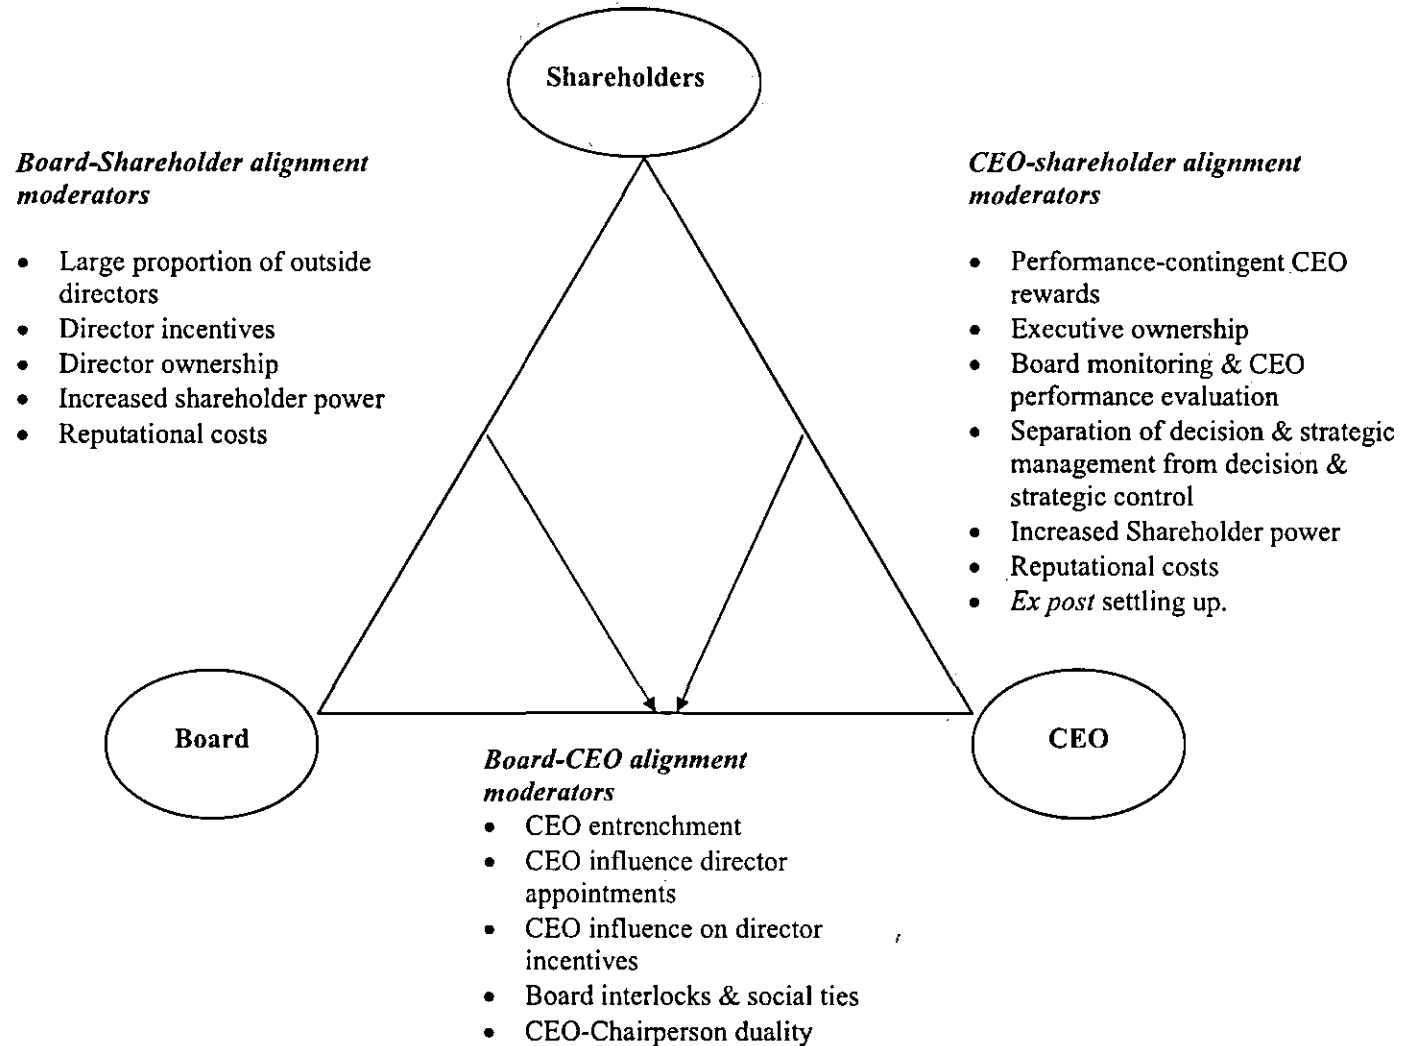 Shareholders
Board-Shareholder alignment
moderators
• Large proportion of outside
directors
• Director incentives
• Director ownership
• Increased shareholder power
• Reputational costs
CEO-shareholder alignment
moderators
• Performance-contingent CEO
rewards
• Executive ownership
• Board monitoring & CEO
performance evaluation
• Separation of decision & strategic
management from decision &
strategic control
• Increased Shareholder power
• Reputational costs
• Ex post settling up.
Board
CEO
Board-CEO alignment
moderators
• CEO entrenchment
• CEO influence director
appointments
• CEO influence on director
incentives
• Board interlocks & social ties
• CEO-Chairperson duality